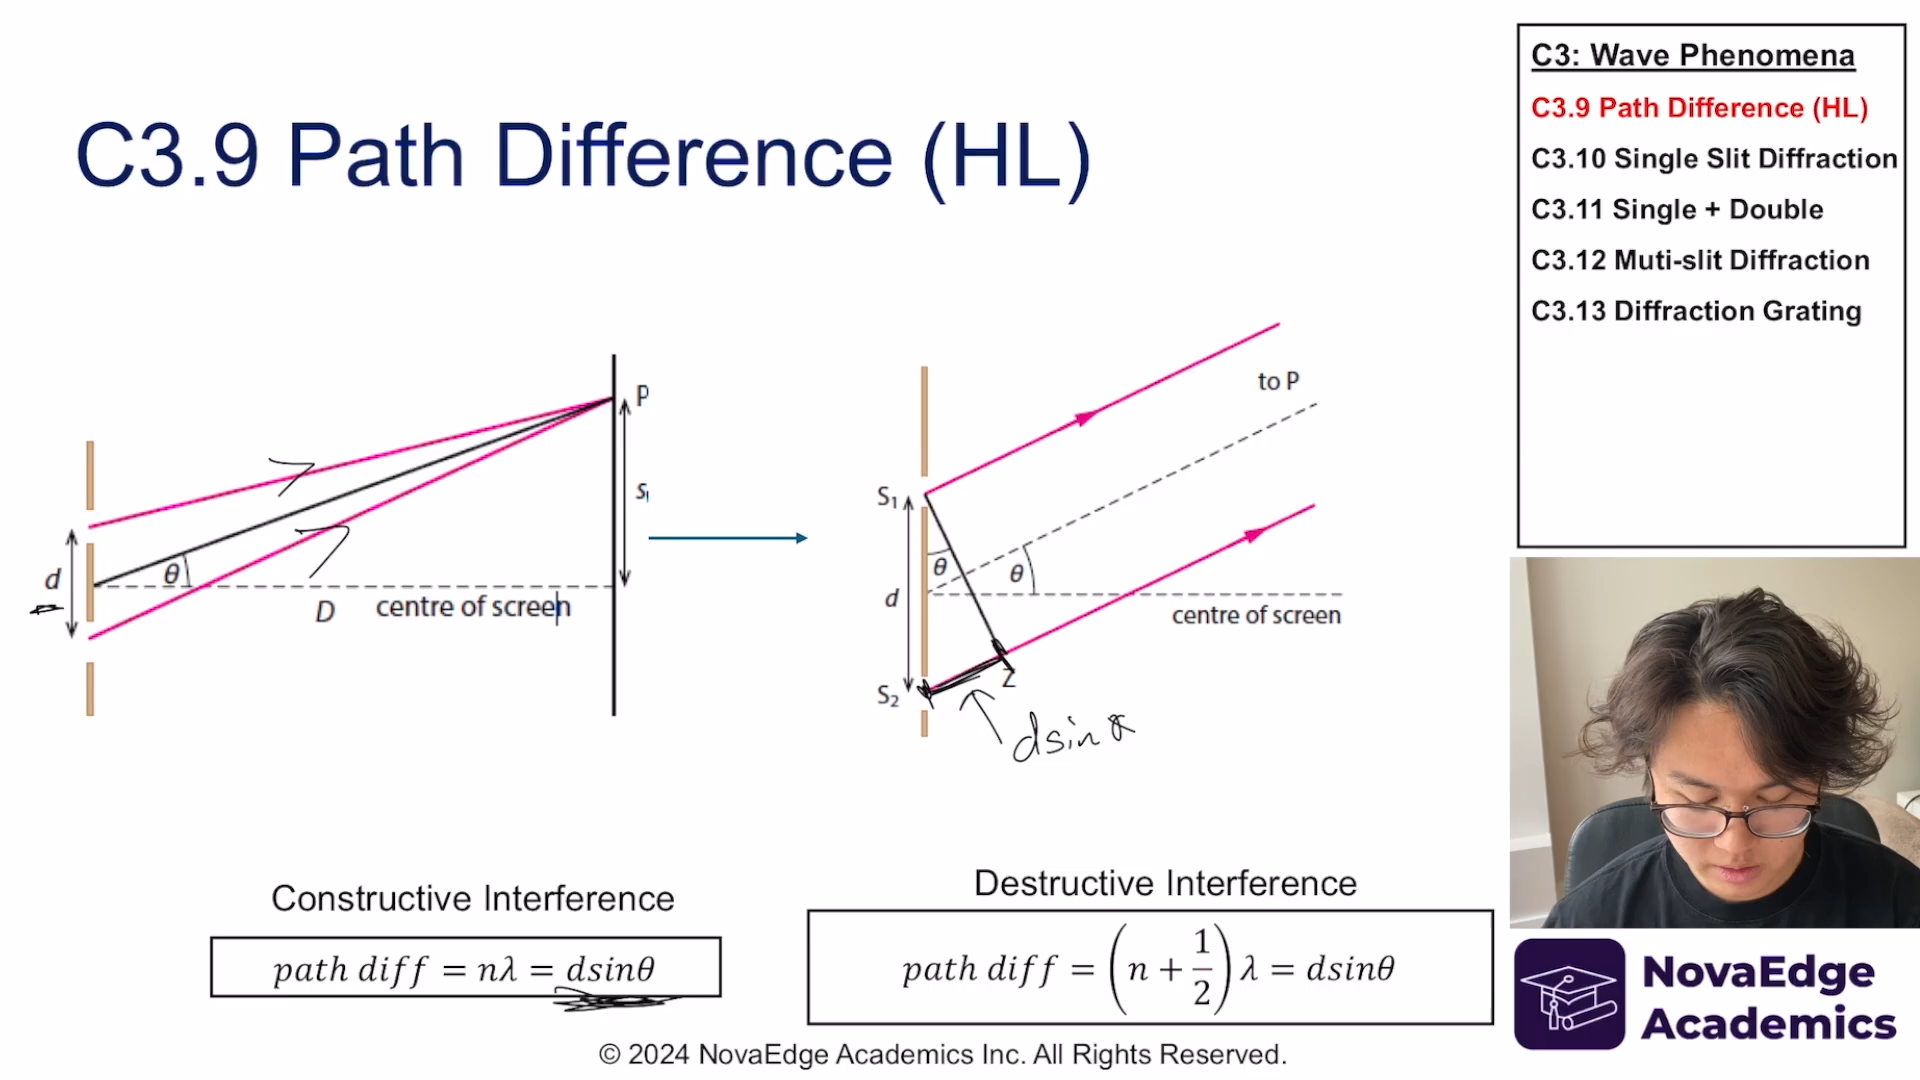 C3.9 Path Difference (HL)
C3: Wave Phenomena
C3.9 Path Difference (HL)
C3.10 Single Slit Diffraction
C3.11 Single + Double
C3.12 Muti-slit Diffraction
C3.13 Diffraction Grating
P
s
d
θ
D centre of screen
to P
S₁
θ
θ
d
centre of screen
S₂
Z
dsin
Constructive Interference
path diff = nλ = dsinθ
Destructive Interference
path diff = (n + 1/2) λ = dsinθ
NovaEdge
Academics
© 2024 NovaEdge Academics Inc. All Rights Reserved.